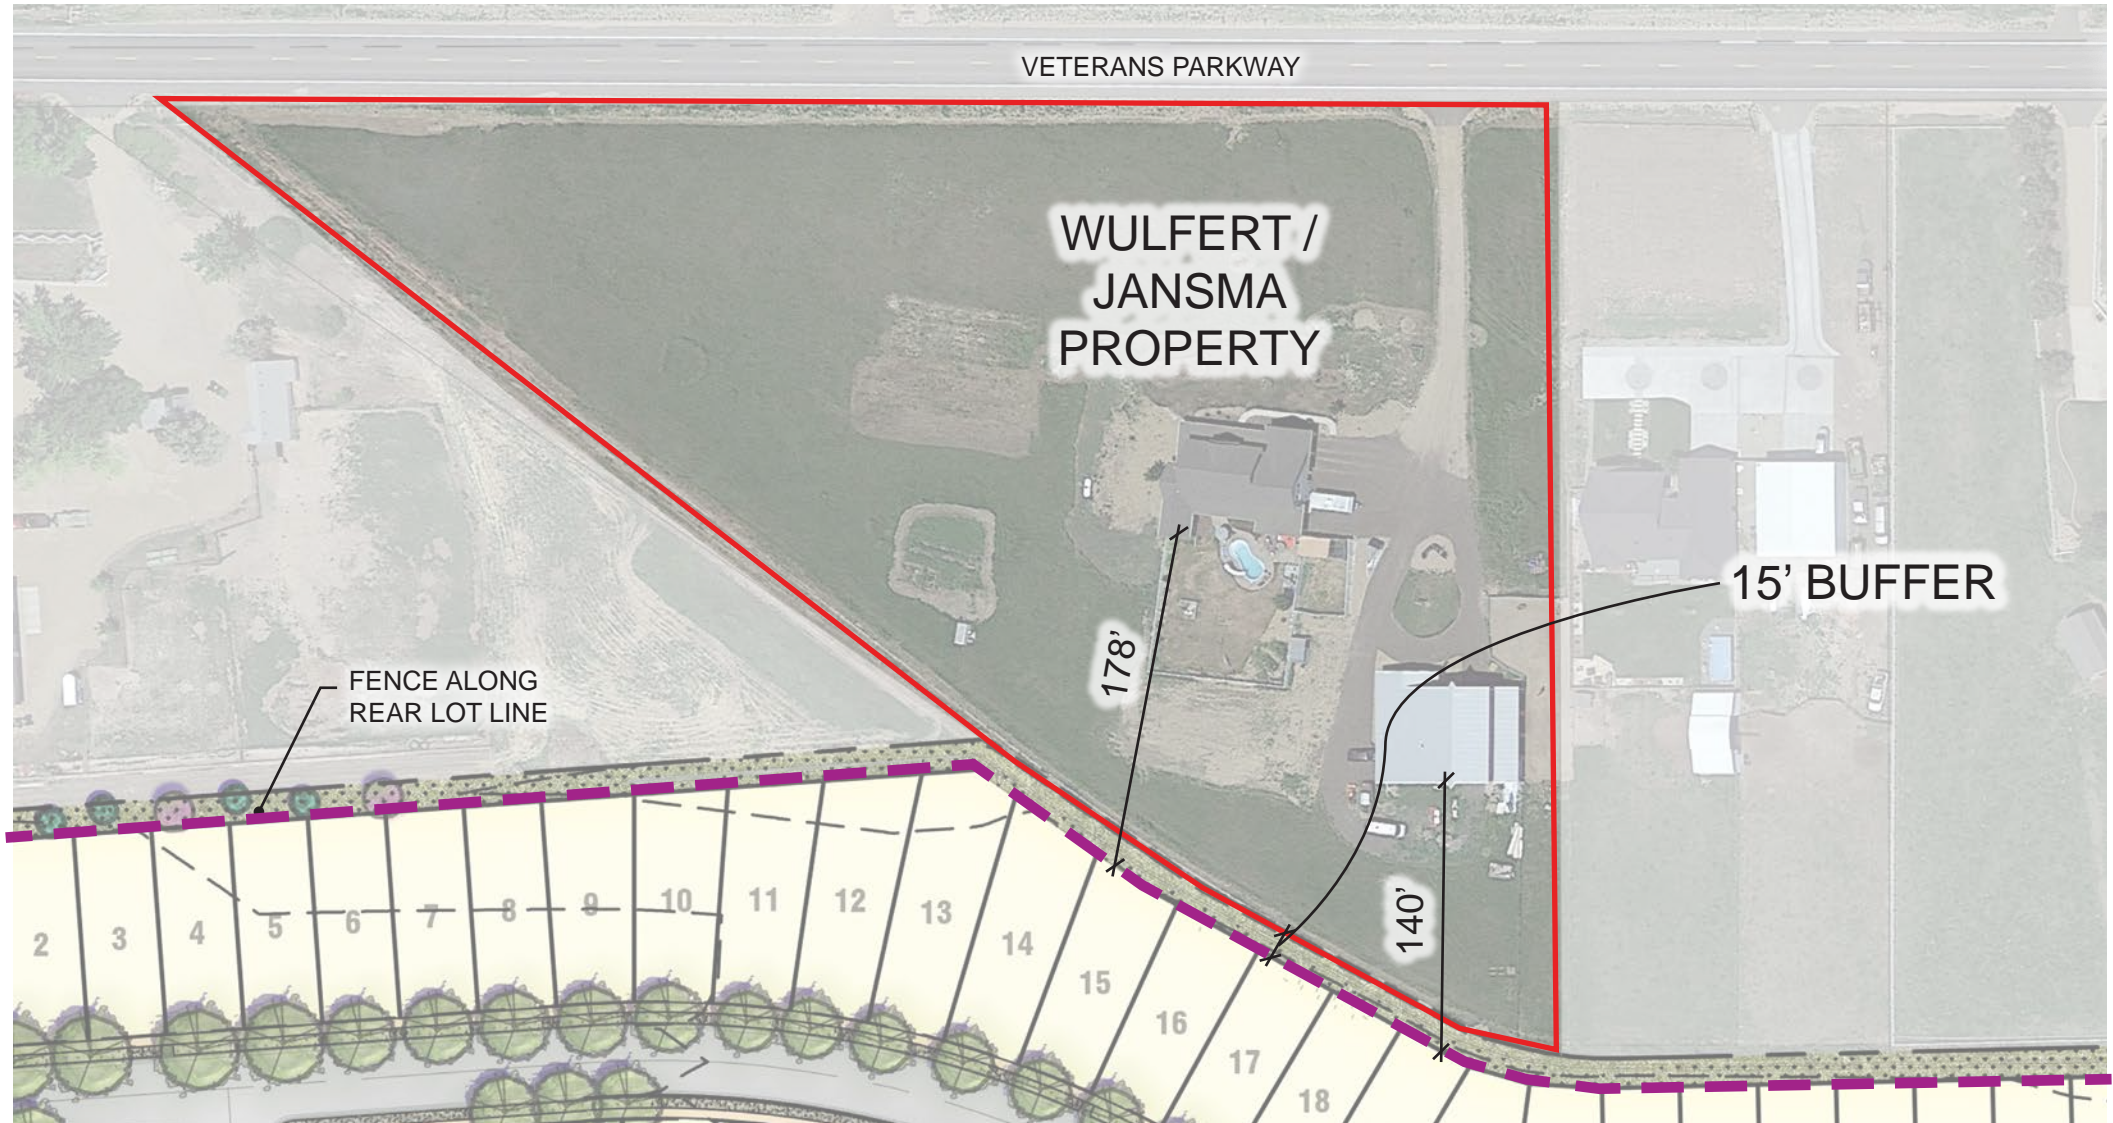 VETERANS PARKWAY
WULFERT /
JANSMA
PROPERTY
15’ BUFFER
178’
FENCE ALONG
REAR LOT LINE
140’
2
3
4
5
6
7
8
9
10
11
12
13
14
15
16
17
18